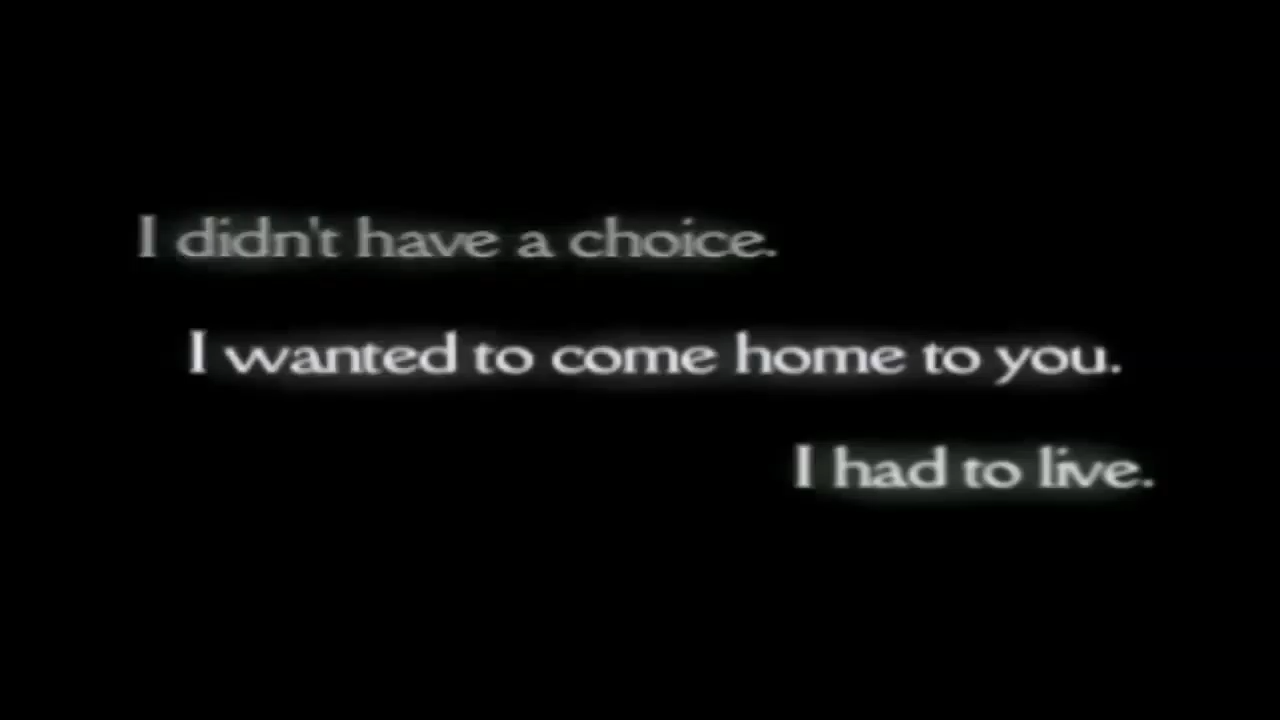 I didn't have a choice.
I wanted to come home to you.
I had to live.